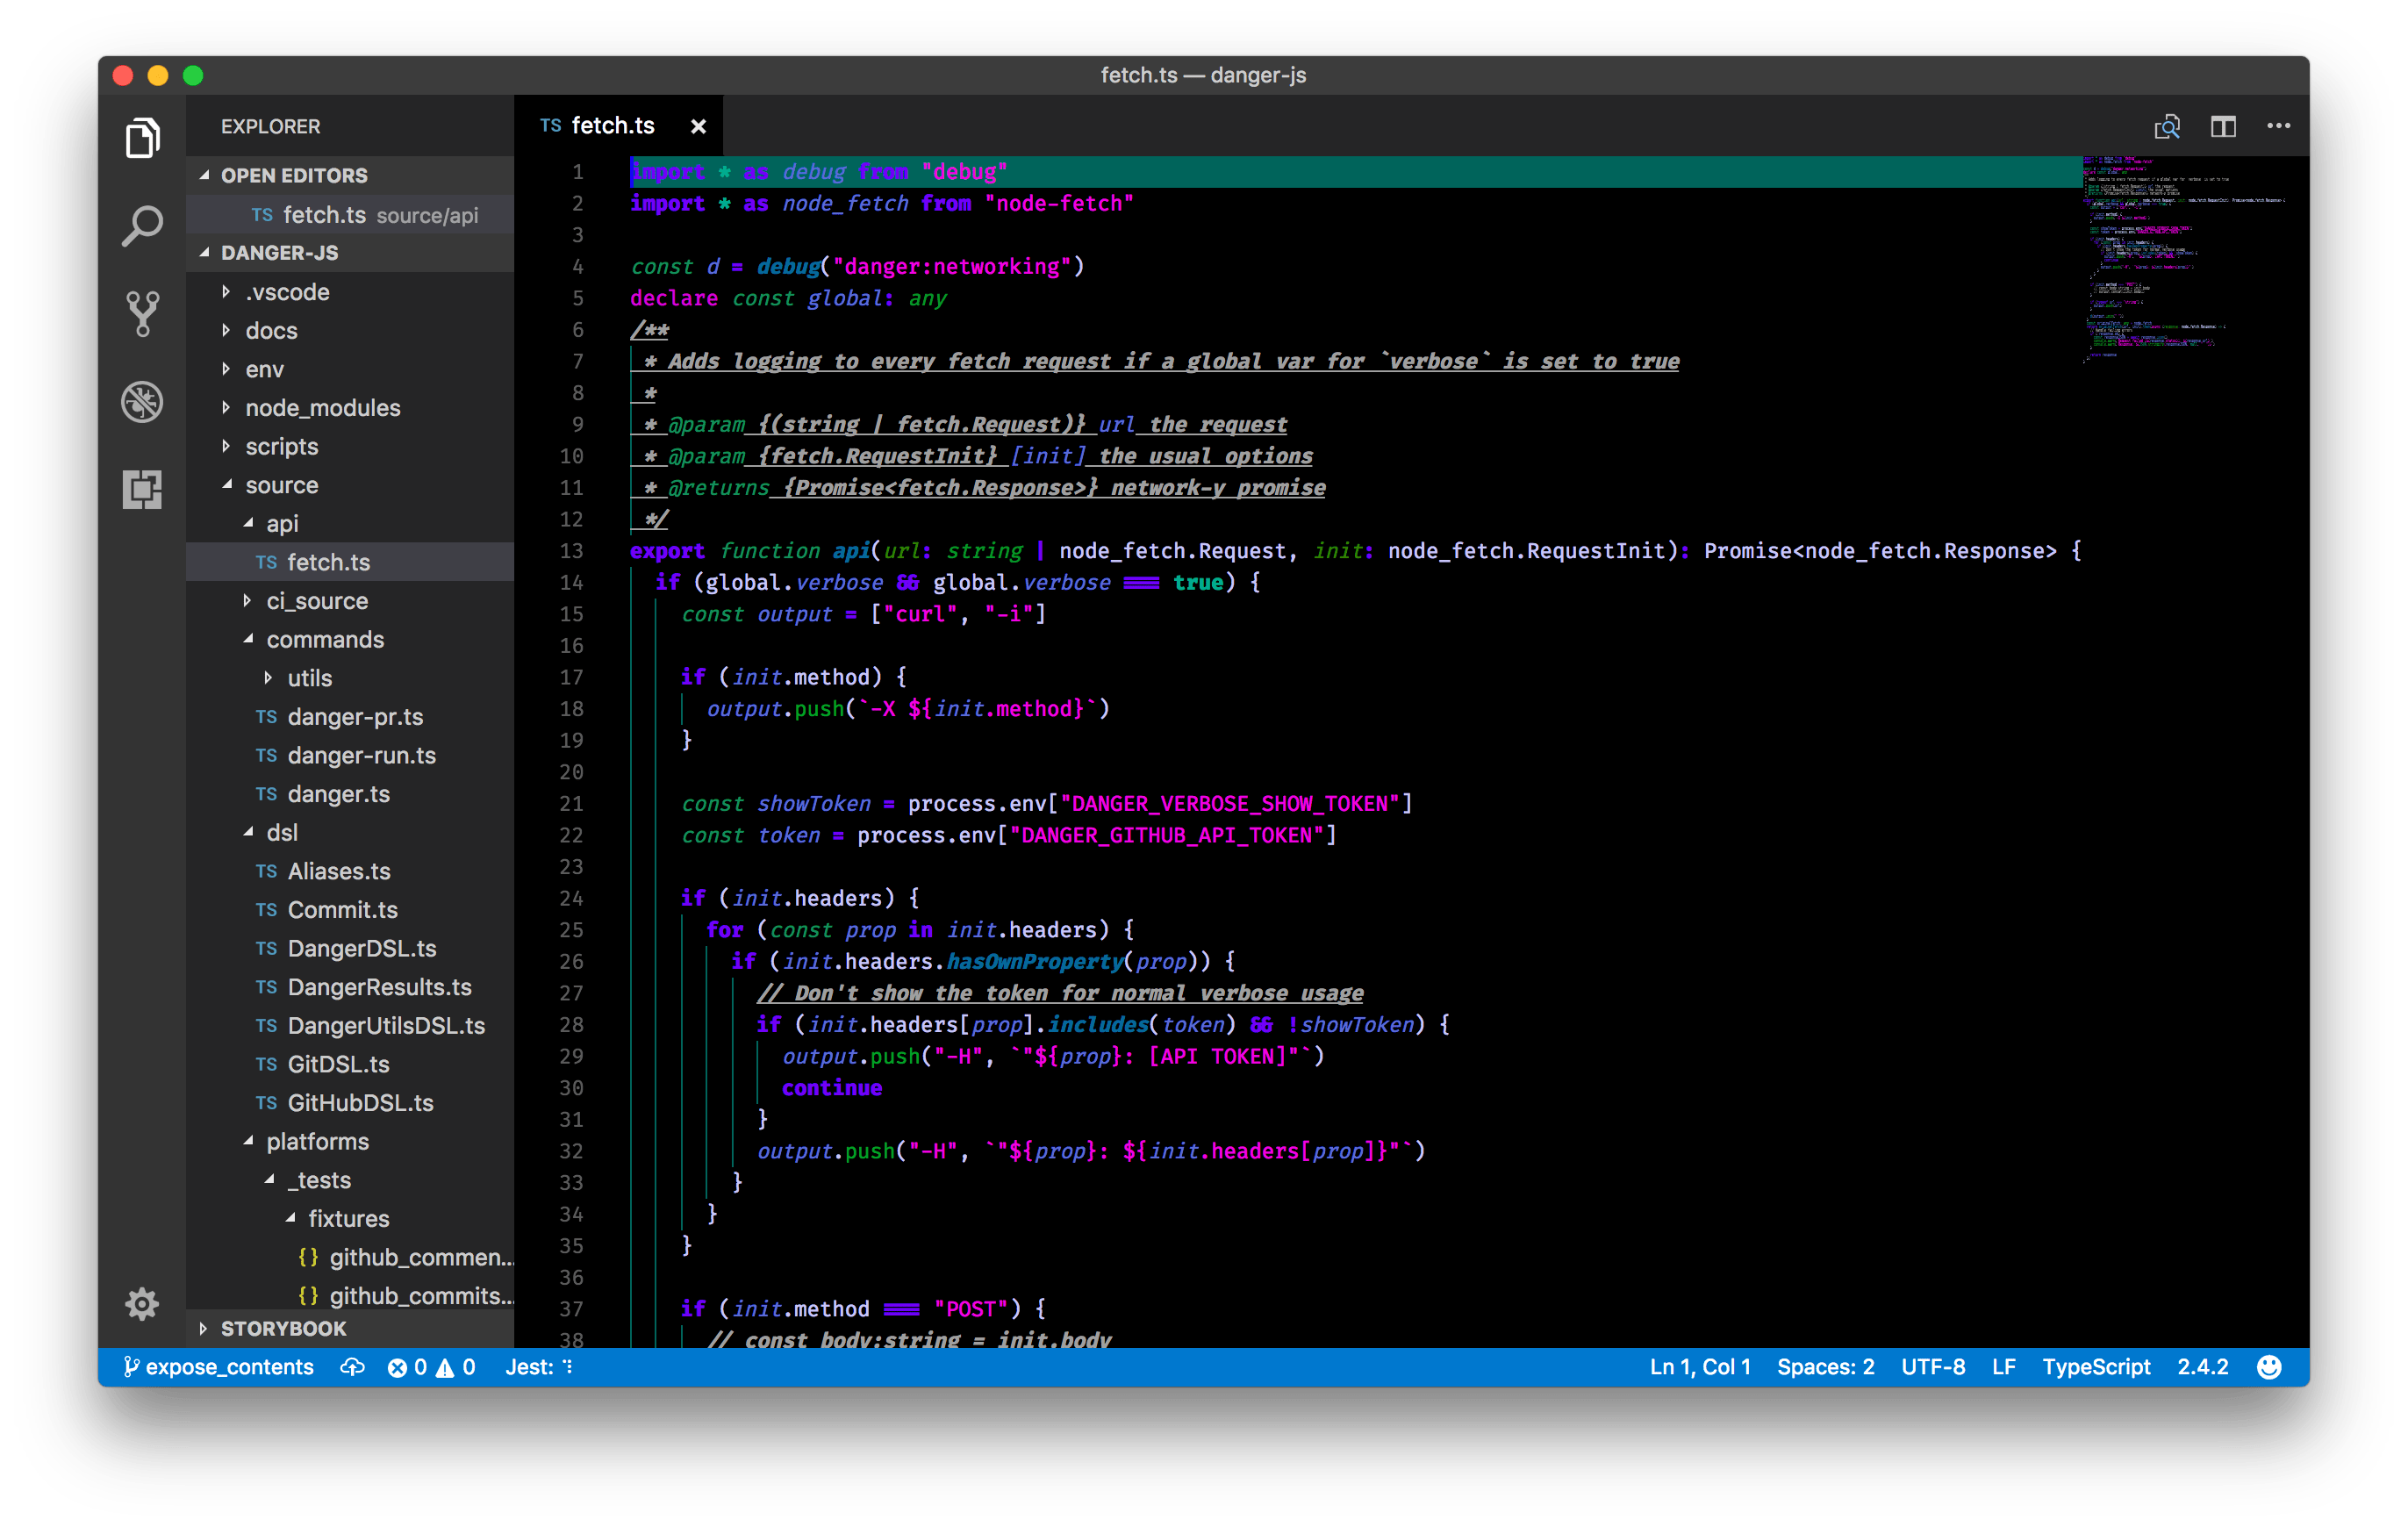 fetch.ts — danger-js
EXPLORER
OPEN EDITORS
TS fetch.ts source/api
DANGER-JS
.vscode
docs
env
node_modules
scripts
source
api
TS fetch.ts
ci_source
commands
utils
TS danger-pr.ts
TS danger-run.ts
TS danger.ts
dsl
TS Aliases.ts
TS Commit.ts
TS DangerDSL.ts
TS DangerResults.ts
TS DangerUtilsDSL.ts
TS GitDSL.ts
TS GitHubDSL.ts
platforms
_tests
fixtures
{} github_commen...
{} github_commits...
STORYBOOK
TS fetch.ts ×
1 import * as debug from "debug"
2 import * as node_fetch from "node-fetch"
3
4 const d = debug("danger:networking")
5 declare const global: any
6 /**
7 * Adds logging to every fetch request if a global var for `verbose` is set to true
8 *
9 * @param {(string | fetch.Request)} url the request
10 * @param {fetch.RequestInit} [init] the usual options
11 * @returns {Promise<fetch.Response>} network-y promise
12 */
13 export function api(url: string | node_fetch.Request, init: node_fetch.RequestInit): Promise<node_fetch.Response> {
14 if (global.verbose && global.verbose === true) {
15 const output = ["curl", "-i"]
16
17 if (init.method) {
18 output.push(`-X ${init.method}`)
19 }
20
21 const showToken = process.env["DANGER_VERBOSE_SHOW_TOKEN"]
22 const token = process.env["DANGER_GITHUB_API_TOKEN"]
23
24 if (init.headers) {
25 for (const prop in init.headers) {
26 if (init.headers.hasOwnProperty(prop)) {
27 // Don't show the token for normal verbose usage
28 if (init.headers[prop].includes(token) && !showToken) {
29 output.push("-H", `"${prop}: [API TOKEN]"`)
30 continue
31 }
32 output.push("-H", `"${prop}: ${init.headers[prop]}"`)
33 }
34 }
35 }
36
37 if (init.method === "POST") {
38 // const body:string = init.body
expose_contents 0 0 Jest: Ln 1, Col 1 Spaces: 2 UTF-8 LF TypeScript 2.4.2